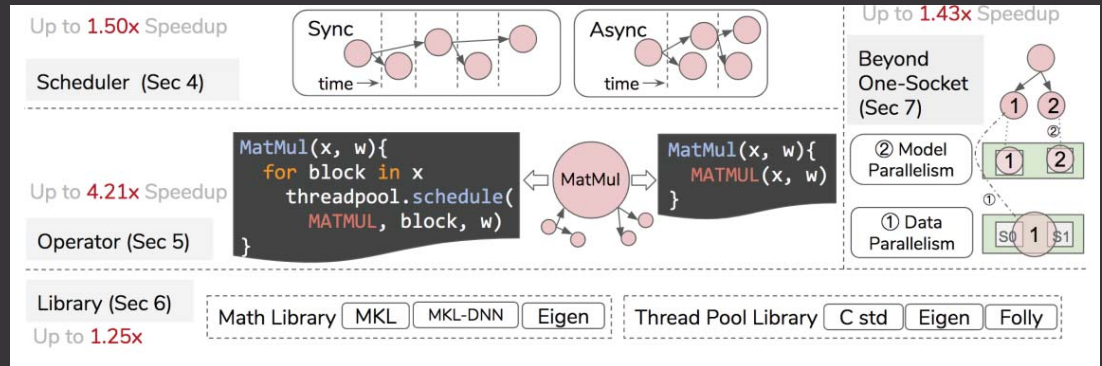 Up to 1.50x Speedup
Scheduler (Sec 4)
Sync
time
Async
time
Up to 4.21x Speedup
Operator (Sec 5)
MatMul(x, w){
for block in x
threadpool.schedule(
MATMUL, block, w)
}
MatMul
MatMul(x, w){
MATMUL(x, w)
}
Library (Sec 6)
Up to 1.25x
Math Library MKL MKL-DNN Eigen
Thread Pool Library C std Eigen Folly
Up to 1.43x Speedup
Beyond
One-Socket
(Sec 7)
1 2
②
② Model
Parallelism
1 2
①
① Data
Parallelism
S0 1 S1